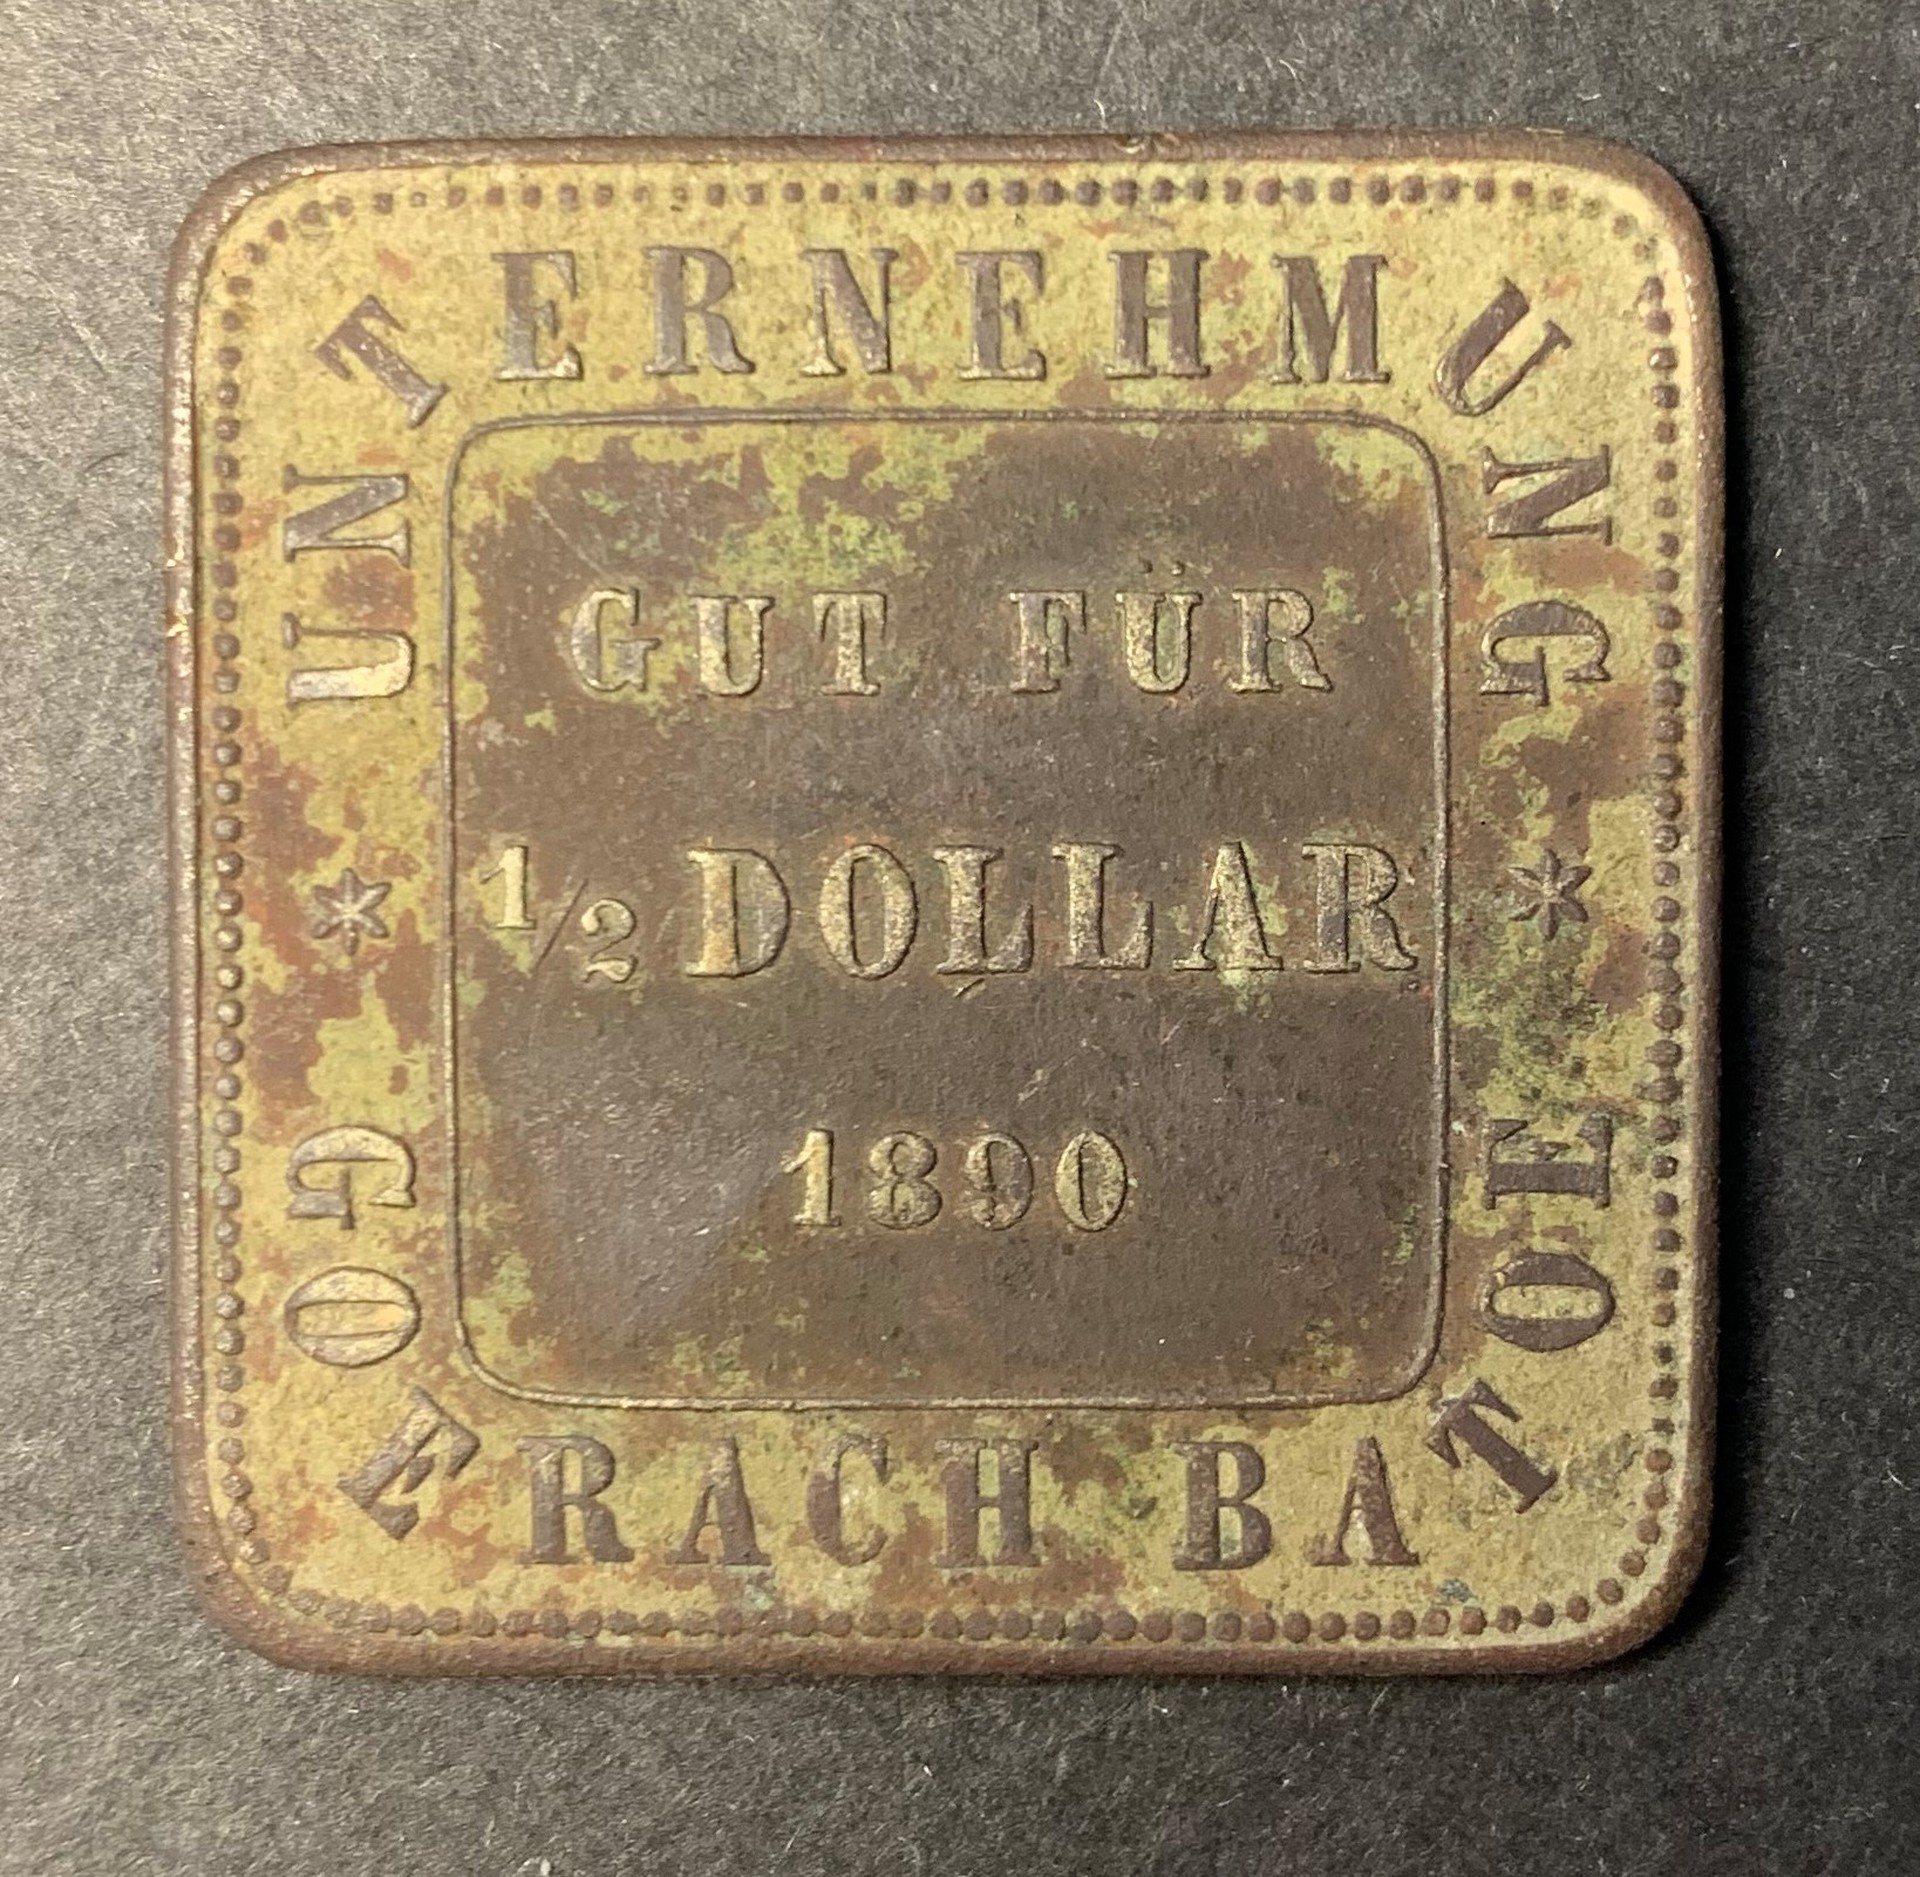 UNTERNEHMUNG
GUT FÜR
1/2 DOLLAR
1890
* GOERACH BATOE *